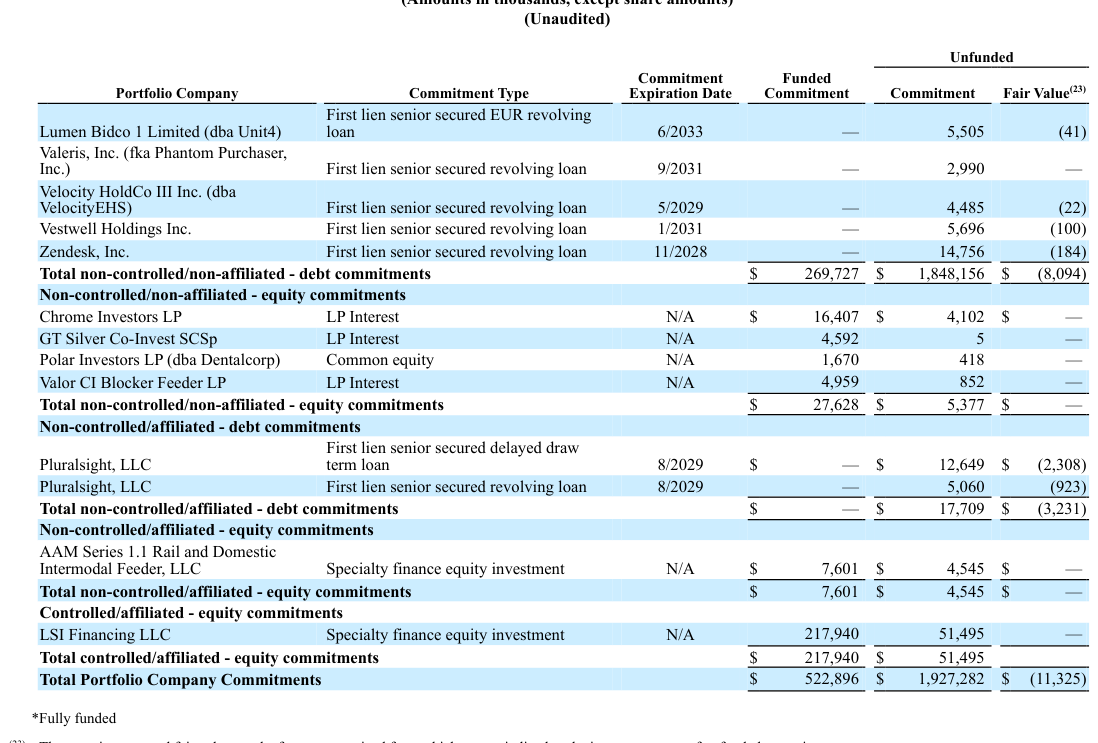 (Amounts in thousands, except share amounts)
(Unaudited)
Unfunded
Portfolio Company Commitment Type Commitment Expiration Date Funded Commitment Commitment Fair Value(23)
Lumen Bidco 1 Limited (dba Unit4) First lien senior secured EUR revolving loan 6/2033 — 5,505 (41)
Valeris, Inc. (fka Phantom Purchaser, Inc.) First lien senior secured revolving loan 9/2031 — 2,990 —
Velocity HoldCo III Inc. (dba VelocityEHS) First lien senior secured revolving loan 5/2029 — 4,485 (22)
Vestwell Holdings Inc. First lien senior secured revolving loan 1/2031 — 5,696 (100)
Zendesk, Inc. First lien senior secured revolving loan 11/2028 — 14,756 (184)
Total non-controlled/non-affiliated - debt commitments $ 269,727 $ 1,848,156 $ (8,094)
Non-controlled/non-affiliated - equity commitments
Chrome Investors LP LP Interest N/A $ 16,407 $ 4,102 $ —
GT Silver Co-Invest SCSp LP Interest N/A 4,592 5 —
Polar Investors LP (dba Dentalcorp) Common equity N/A 1,670 418 —
Valor CI Blocker Feeder LP LP Interest N/A 4,959 852 —
Total non-controlled/non-affiliated - equity commitments $ 27,628 $ 5,377 $ —
Non-controlled/affiliated - debt commitments
Pluralsight, LLC First lien senior secured delayed draw term loan 8/2029 $ — $ 12,649 $ (2,308)
Pluralsight, LLC First lien senior secured revolving loan 8/2029 — 5,060 (923)
Total non-controlled/affiliated - debt commitments $ — $ 17,709 $ (3,231)
Non-controlled/affiliated - equity commitments
AAM Series 1.1 Rail and Domestic Intermodal Feeder, LLC Specialty finance equity investment N/A $ 7,601 $ 4,545 $ —
Total non-controlled/affiliated - equity commitments $ 7,601 $ 4,545 $ —
Controlled/affiliated - equity commitments
LSI Financing LLC Specialty finance equity investment N/A 217,940 51,495 —
Total controlled/affiliated - equity commitments $ 217,940 $ 51,495
Total Portfolio Company Commitments $ 522,896 $ 1,927,282 $ (11,325)
*Fully funded